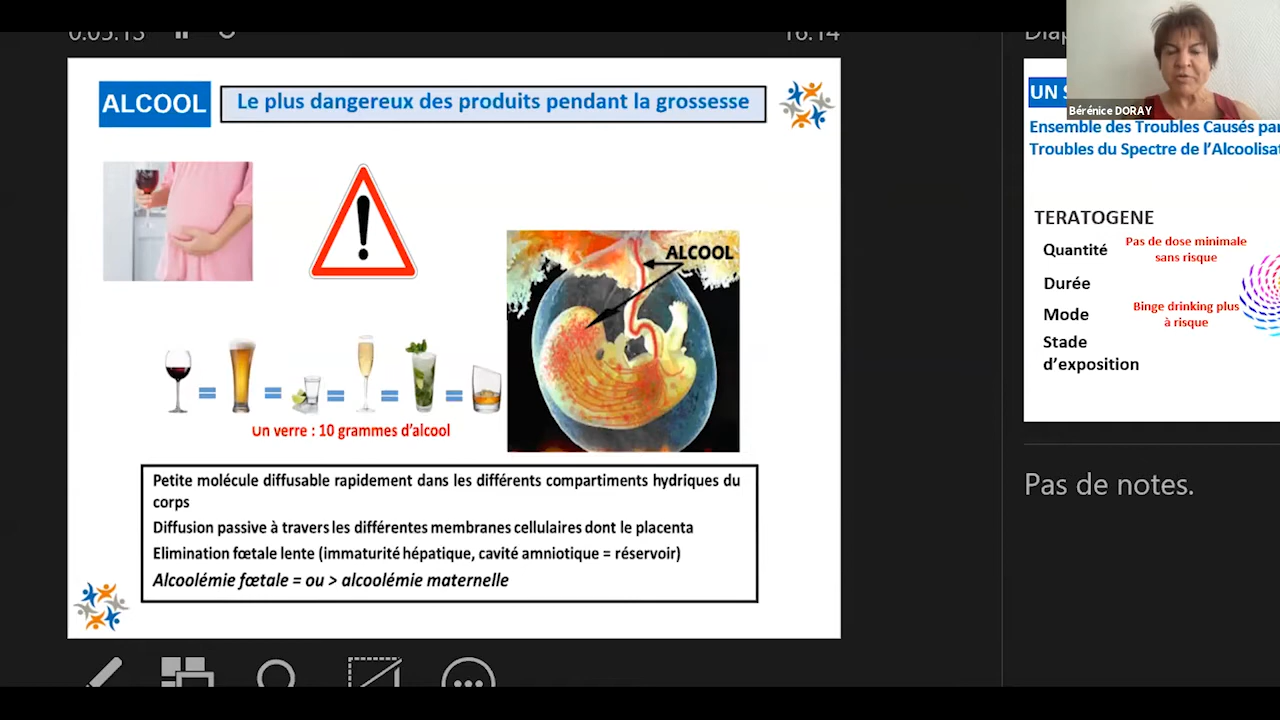 0:05:13
16:14
ALCOOL
Le plus dangereux des produits pendant la grossesse
ALCOOL
Un verre : 10 grammes d'alcool
Petite molécule diffusable rapidement dans les différents compartiments hydriques du
corps
Diffusion passive à travers les différentes membranes cellulaires dont le placenta
Elimination fœtale lente (immaturité hépatique, cavité amniotique = réservoir)
Alcoolémie fœtale = ou > alcoolémie maternelle
Bérénice DORAY
UN
Ensemble des Troubles Causés
Troubles du Spectre de
TERATOGENE
Quantité
Pas de dose minimale
sans risque
Durée
Mode
Binge drinking plus
à risque
Stade
d'exposition
Pas de notes.